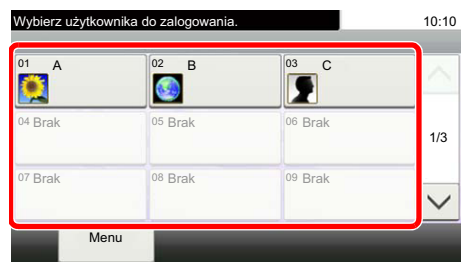 Wybierz użytkownika do zalogowania. 10:10
01 A 02 B 03 C
04 Brak 05 Brak 06 Brak
1/3
07 Brak 08 Brak 09 Brak
Menu